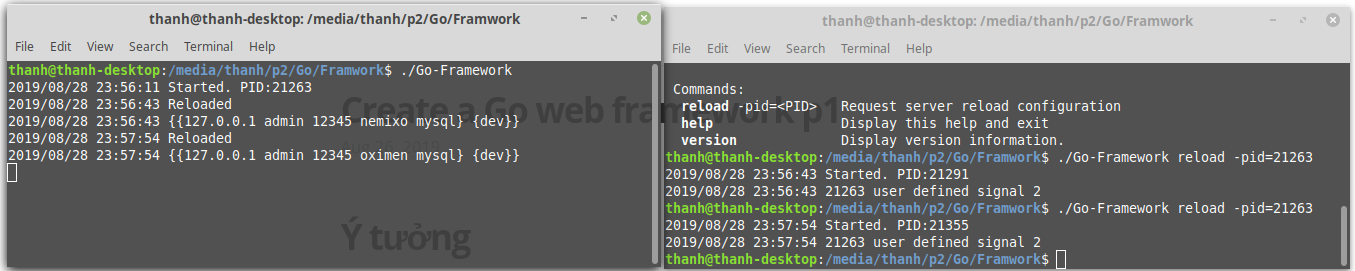 thanh@thanh-desktop: /media/thanh/p2/Go/Framwork
File Edit View Search Terminal Help
thanh@thanh-desktop:/media/thanh/p2/Go/Framwork$ ./Go-Framework
2019/08/28 23:56:11 Started. PID:21263
2019/08/28 23:56:43 Reloaded
2019/08/28 23:56:43 {{127.0.0.1 admin 12345 nemixo mysql} {dev}}
2019/08/28 23:57:54 Reloaded
2019/08/28 23:57:54 {{127.0.0.1 admin 12345 oximen mysql} {dev}}
Create a Go web framework p1
Ý tưởng
thanh@thanh-desktop: /media/thanh/p2/Go/Framwork
File Edit View Search Terminal Help
Commands:
reload -pid=<PID> Request server reload configuration
help Display this help and exit
version Display version information.
thanh@thanh-desktop:/media/thanh/p2/Go/Framwork$ ./Go-Framework reload -pid=21263
2019/08/28 23:56:43 Started. PID:21291
2019/08/28 23:56:43 21263 user defined signal 2
thanh@thanh-desktop:/media/thanh/p2/Go/Framwork$ ./Go-Framework reload -pid=21263
2019/08/28 23:57:54 Started. PID:21355
2019/08/28 23:57:54 21263 user defined signal 2
thanh@thanh-desktop:/media/thanh/p2/Go/Framwork$